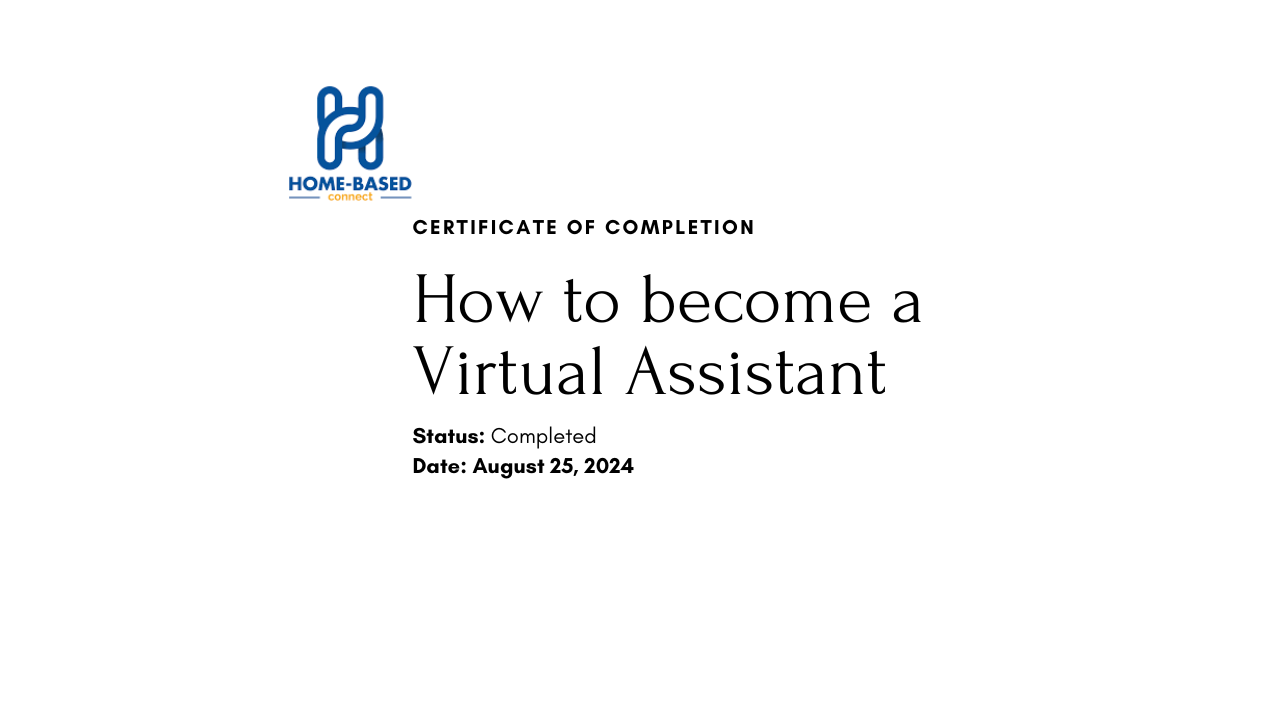 HOME-BASED
connect
CERTIFICATE OF COMPLETION
How to become a
Virtual Assistant
Status: Completed
Date: August 25, 2024